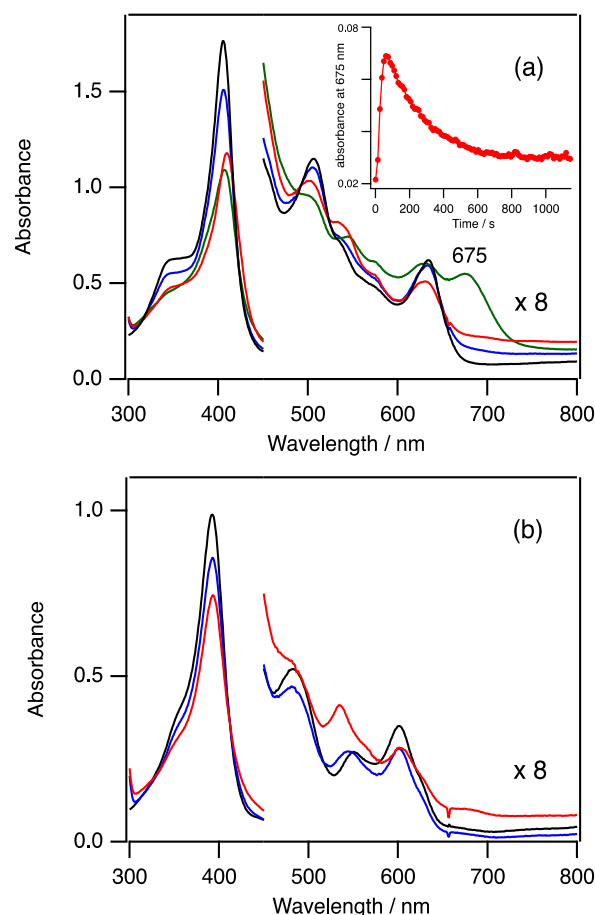 (a)
0.08
0.02
absorbance at 675 nm
0 200 400 600 800 1000
Time / s
1.5
1.0
0.5
0.0
Absorbance
675
x 8
300 400 500 600 700 800
Wavelength / nm
(b)
1.0
0.5
0.0
Absorbance
x 8
300 400 500 600 700 800
Wavelength / nm